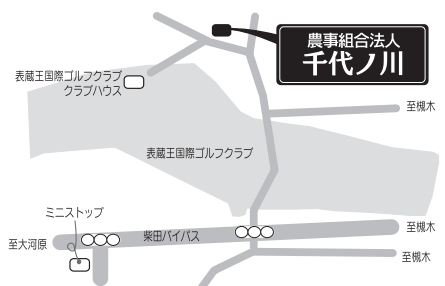 農事組合法人
千代ノ川
表蔵王国際ゴルフクラブ
クラブハウス
至槻木
表蔵王国際ゴルフクラブ
ミニストップ
至大河原
柴田バイパス
至槻木
至槻木